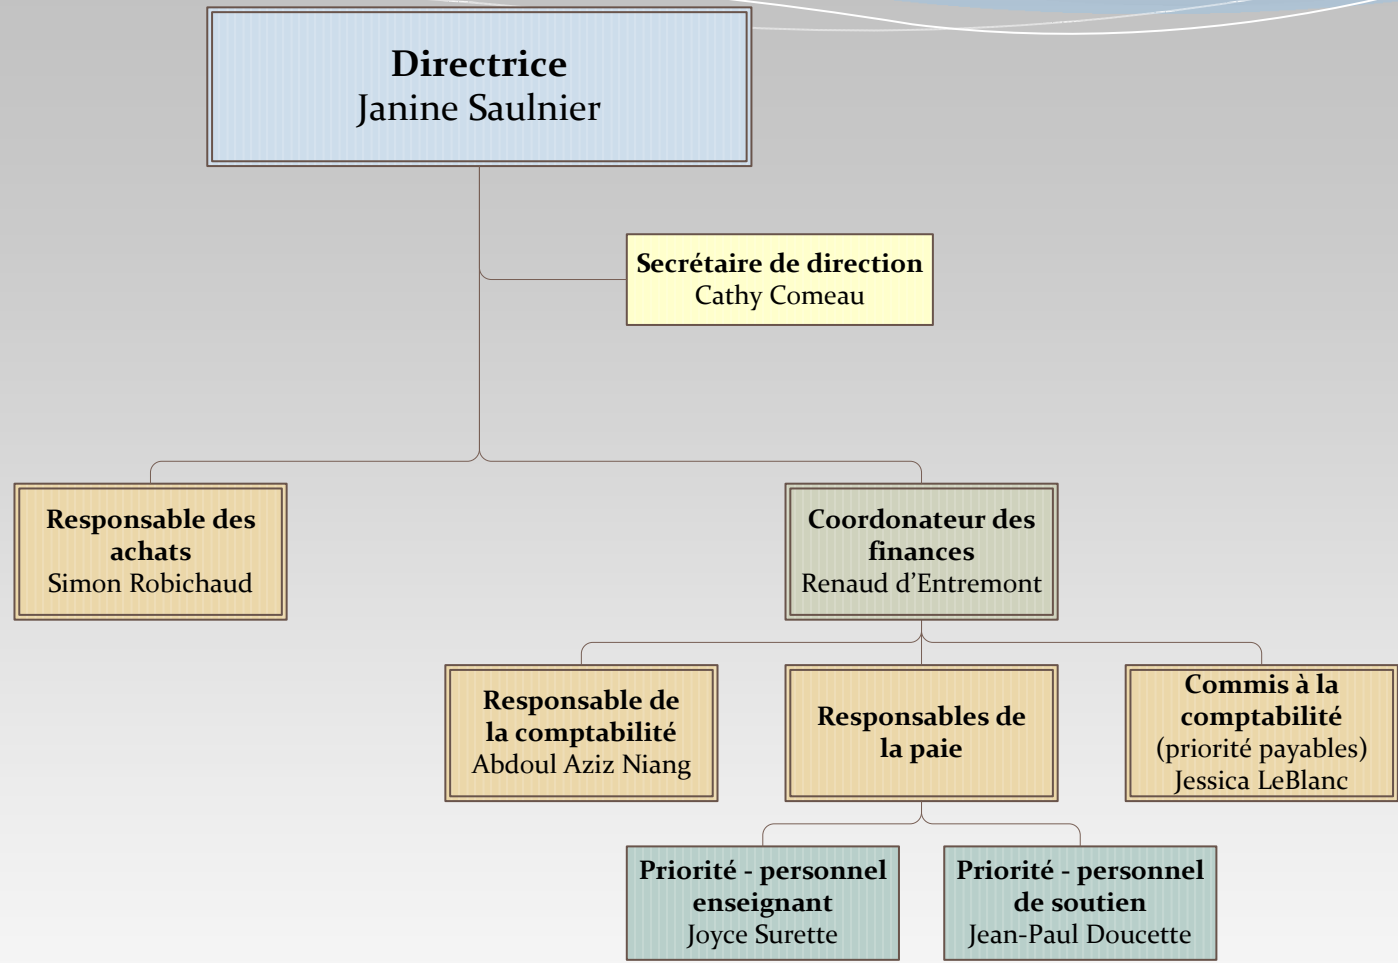 Directrice
Janine Saulnier
Secrétaire de direction
Cathy Comeau
Responsable des
achats
Simon Robichaud
Coordonateur des
finances
Renaud d’Entremont
Responsable de
la comptabilité
Abdoul Aziz Niang
Responsables de
la paie
Commis à la
comptabilité
(priorité payables)
Jessica LeBlanc
Priorité - personnel
enseignant
Joyce Surette
Priorité - personnel
de soutien
Jean-Paul Doucette